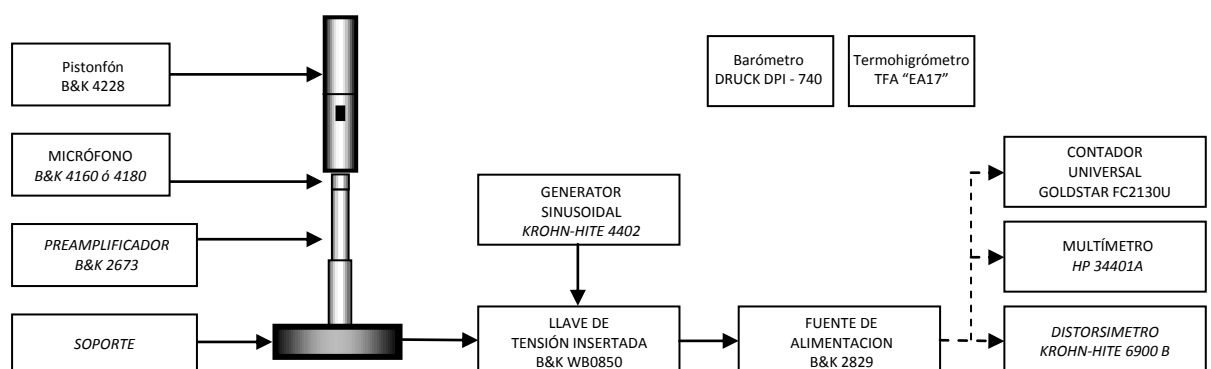 Pistonfón
B&K 4228
Barómetro
DRUCK DPI - 740
Termohigrómetro
TFA “EA17”
MICRÓFONO
B&K 4160 ó 4180
GENERATOR
SINUSOIDAL
KROHN-HITE 4402
CONTADOR
UNIVERSAL
GOLDSTAR FC2130U
PREAMPLIFICADOR
B&K 2673
MULTÍMETRO
HP 34401A
SOPORTE
LLAVE DE
TENSIÓN INSERTADA
B&K WB0850
FUENTE DE
ALIMENTACION
B&K 2829
DISTORSIMETRO
KROHN-HITE 6900 B